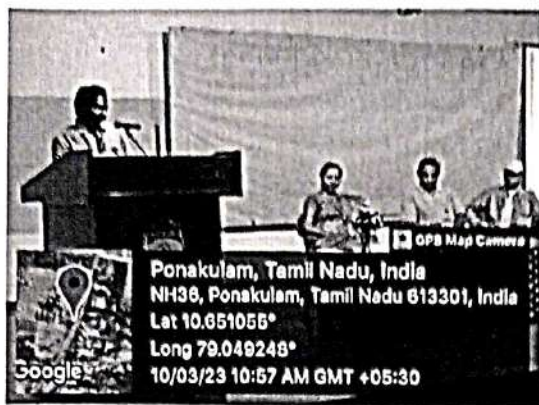 GPS Map Camera
Ponakulam, Tamil Nadu, India
NH36, Ponakulam, Tamil Nadu 613301, India
Lat 10.651055°
Long 79.049248°
Google
10/03/23 10:57 AM GMT +05:30